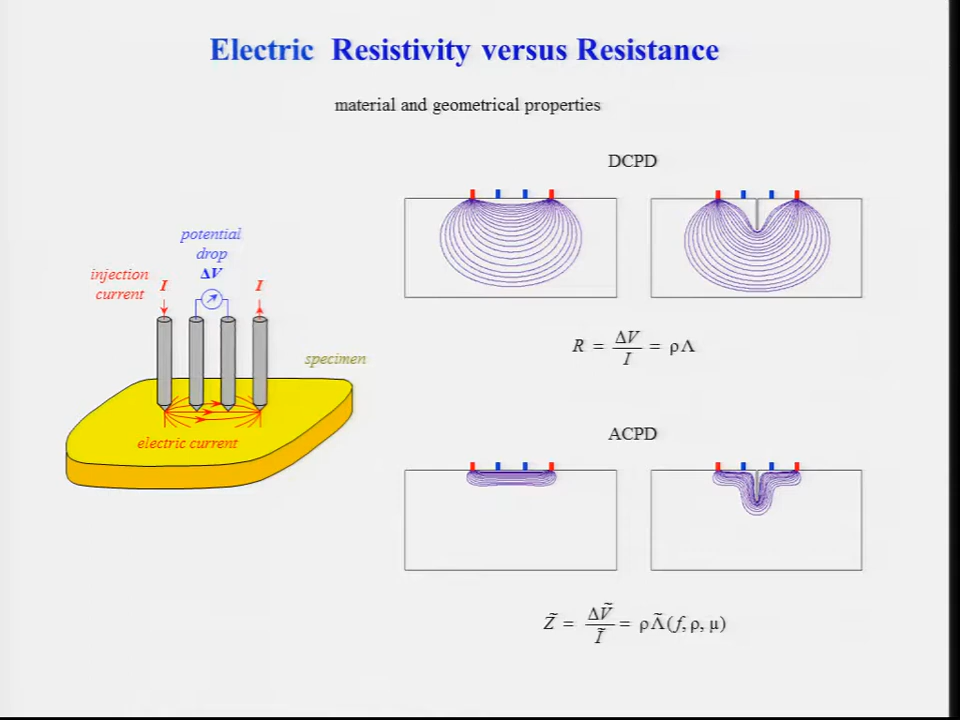 Electric Resistivity versus Resistance
material and geometrical properties
potential
drop
ΔV
injection
current
I
I
specimen
electric current
DCPD
R = ΔV / I = ρΛ
ACPD
Z̃ = ΔṼ / Ĩ = ρΛ̃(f, ρ, μ)